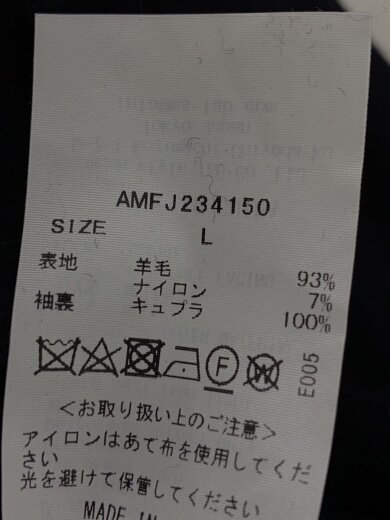 AMFJ234150
SIZE L
表地 羊毛 93%
ナイロン 7%
袖裏 キュプラ 100%
F W
E005
<お取り扱い上のご注意>
アイロンはあて布を使用してくだ
さい
光を避けて保管してください
MADE IN